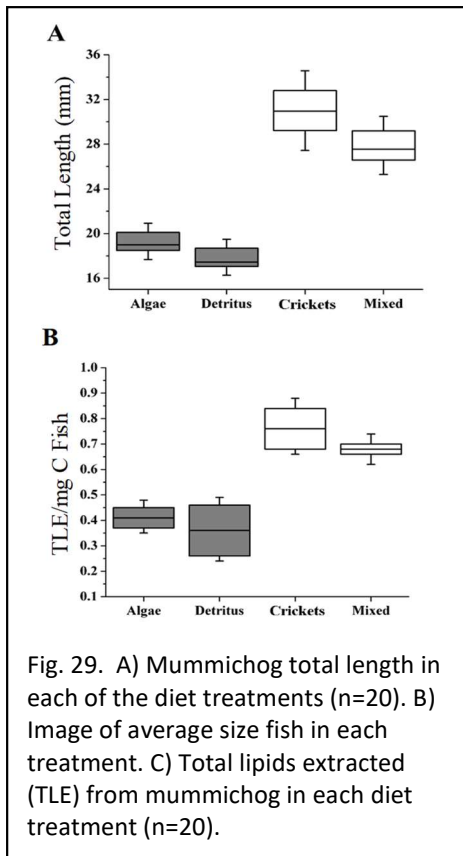 A
Total Length (mm)
36
32
28
24
20
16
Algae Detritus Crickets Mixed
B
TLE/mg C Fish
1.0
0.9
0.8
0.7
0.6
0.5
0.4
0.3
0.2
0.1
Algae Detritus Crickets Mixed
Fig. 29. A) Mummichog total length in
each of the diet treatments (n=20). B)
Image of average size fish in each
treatment. C) Total lipids extracted
(TLE) from mummichog in each diet
treatment (n=20).